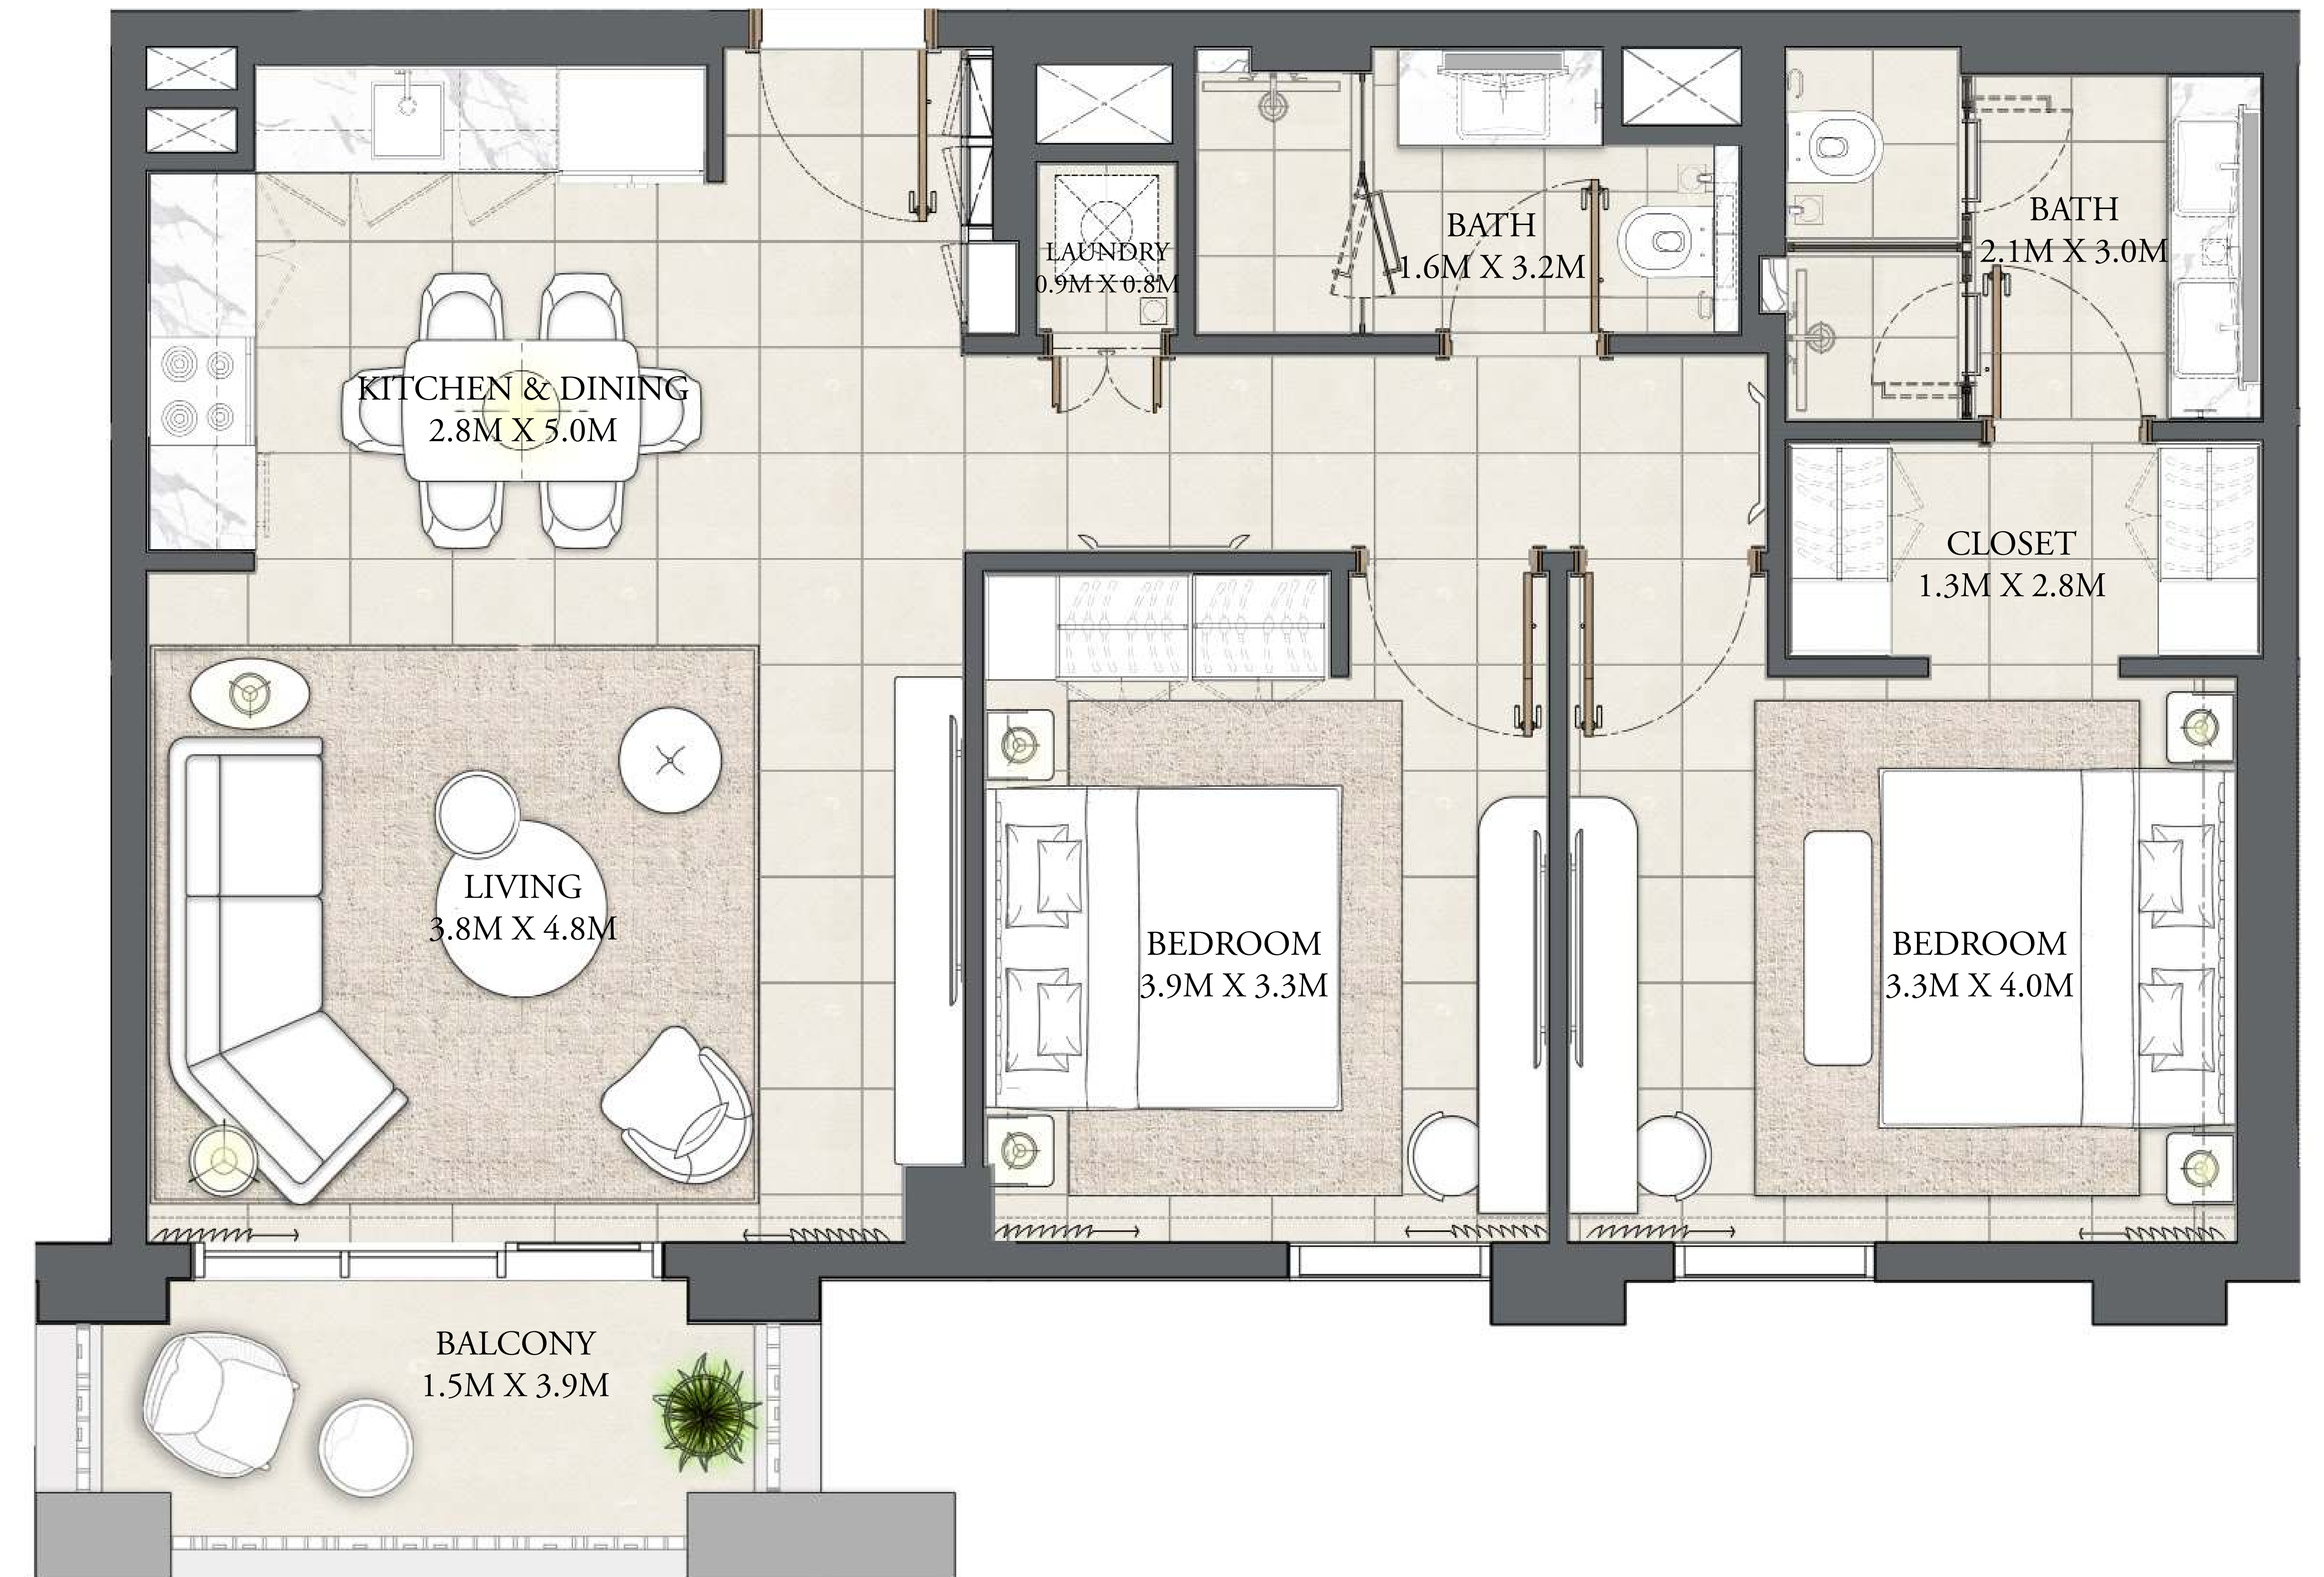 BATH
2.1M X 3.0M
BATH
1.6M X 3.2M
LAUNDRY
0.9M X 0.8M
KITCHEN & DINING
2.8M X 5.0M
CLOSET
1.3M X 2.8M
LIVING
3.8M X 4.8M
BEDROOM
3.9M X 3.3M
BEDROOM
3.3M X 4.0M
BALCONY
1.5M X 3.9M